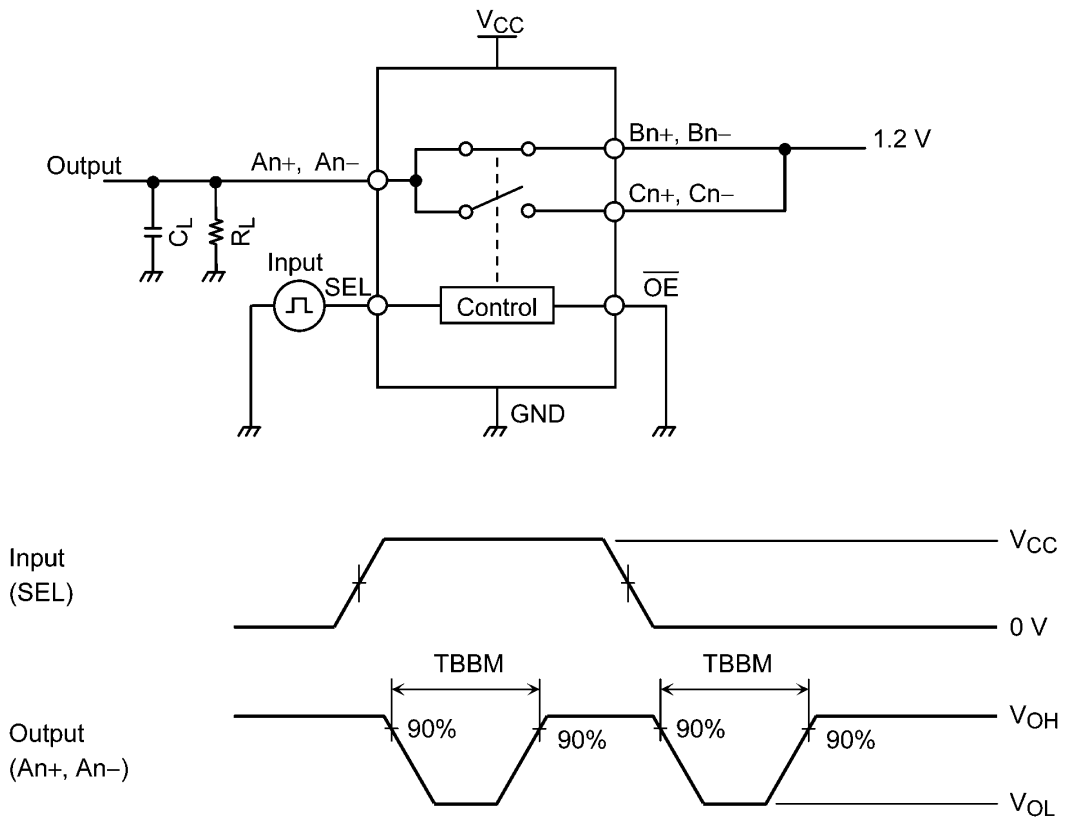 VCC
Bn+, Bn−
1.2 V
Output
An+, An−
Cn+, Cn−
CL
RL
Input
SEL
Control
OE
GND
Input
(SEL)
VCC
0 V
TBBM
TBBM
Output
(An+, An−)
90%
90%
90%
90%
VOH
VOL